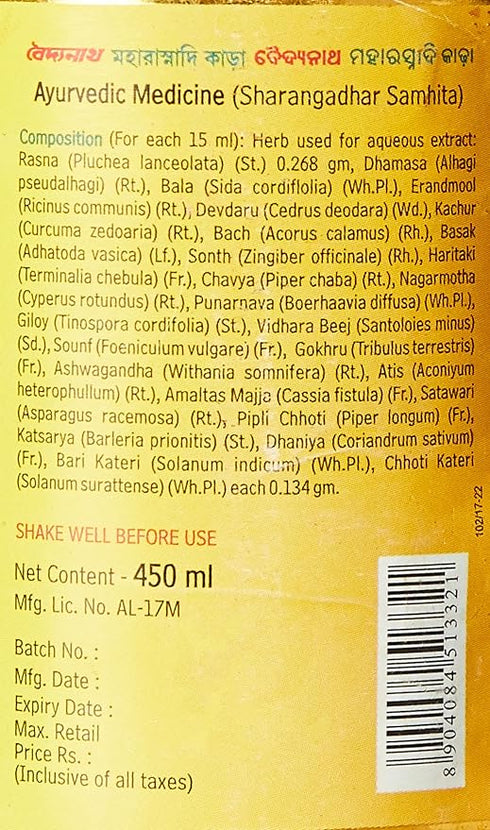 বৈদ্যনাথ মহারাস্নাদি কাড়া ବୈଦ୍ୟନାଥ ମହାରାସ୍ନାଦି କାଢ଼ା
Ayurvedic Medicine (Sharangadhar Samhita)
Composition (For each 15 ml): Herb used for aqueous extract:
Rasna (Pluchea lanceolata) (St.) 0.268 gm, Dhamasa (Alhagi
pseudalhagi) (Rt.), Bala (Sida cordiflolia) (Wh.Pl.), Erandmool
(Ricinus communis) (Rt.), Devdaru (Cedrus deodara) (Wd.), Kachur
(Curcuma zedoaria) (Rt.), Bach (Acorus calamus) (Rh.), Basak
(Adhatoda vasica) (Lf.), Sonth (Zingiber officinale) (Rh.), Haritaki
(Terminalia chebula) (Fr.), Chavya (Piper chaba) (Rt.), Nagarmotha
(Cyperus rotundus) (Rt.), Punarnava (Boerhaavia diffusa) (Wh.Pl.),
Giloy (Tinospora cordifolia) (St.), Vidhara Beej (Santoloies minus)
(Sd.), Sounf (Foeniculum vulgare) (Fr.), Gokhru (Tribulus terrestris)
(Fr.), Ashwagandha (Withania somnifera) (Rt.), Atis (Aconiyum
heterophullum) (Rt.), Amaltas Majja (Cassia fistula) (Fr.), Satawari
(Asparagus racemosa) (Rt.), Pipli Chhoti (Piper longum) (Fr.),
Katsarya (Barleria prionitis) (St.), Dhaniya (Coriandrum sativum)
(Fr.), Bari Kateri (Solanum indicum) (Wh.Pl.), Chhoti Kateri
(Solanum surattense) (Wh.Pl.) each 0.134 gm.
102/17-22
SHAKE WELL BEFORE USE
Net Content - 450 ml
Mfg. Lic. No. AL-17M
Batch No. :
Mfg. Date :
Expiry Date :
Max. Retail
Price Rs. :
(Inclusive of all taxes)
8 904084 513321